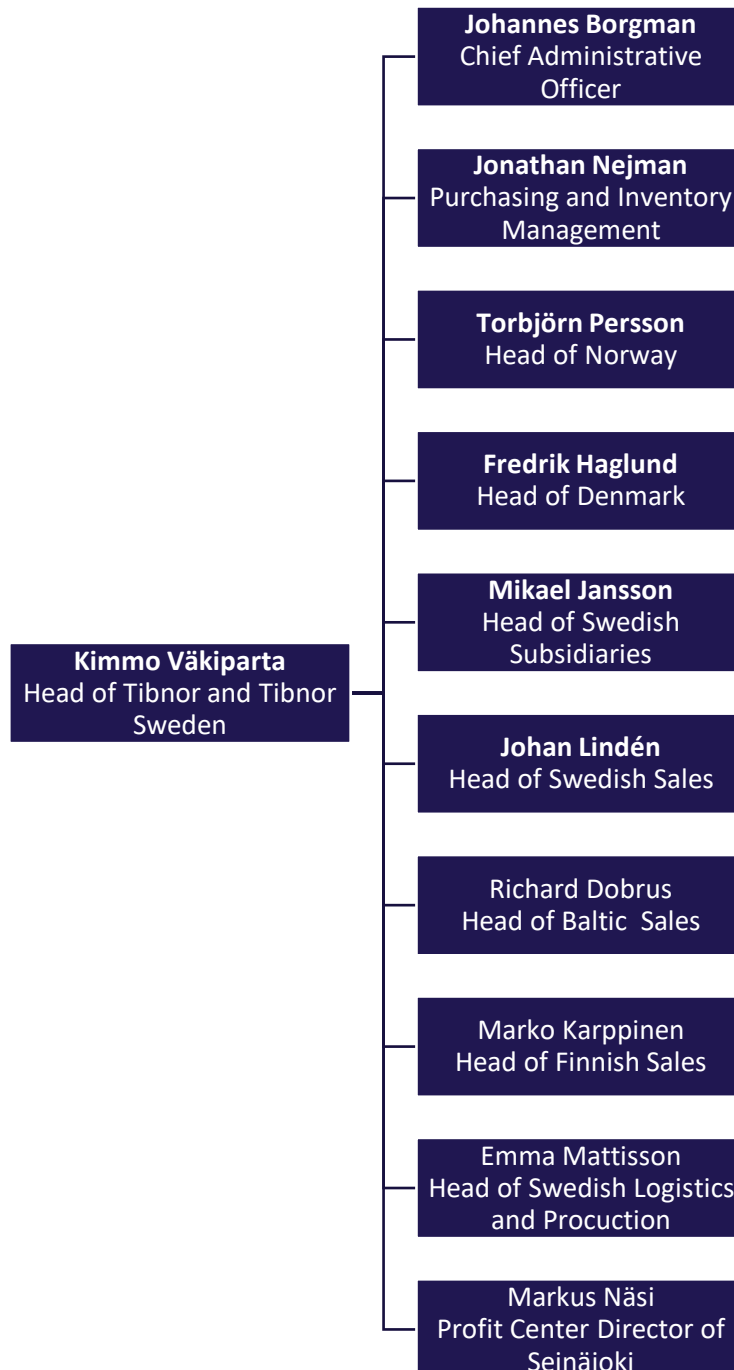 Johannes Borgman
Chief Administrative
Officer
Jonathan Nejman
Purchasing and Inventory
Management
Torbjörn Persson
Head of Norway
Fredrik Haglund
Head of Denmark
Mikael Jansson
Head of Swedish
Subsidiaries
Kimmo Väkiparta
Head of Tibnor and Tibnor
Sweden
Johan Lindén
Head of Swedish Sales
Richard Dobrus
Head of Baltic  Sales
Marko Karppinen
Head of Finnish Sales
Emma Mattisson
Head of Swedish Logistics
and Procuction
Markus Näsi
Profit Center Director of
Seinäjoki